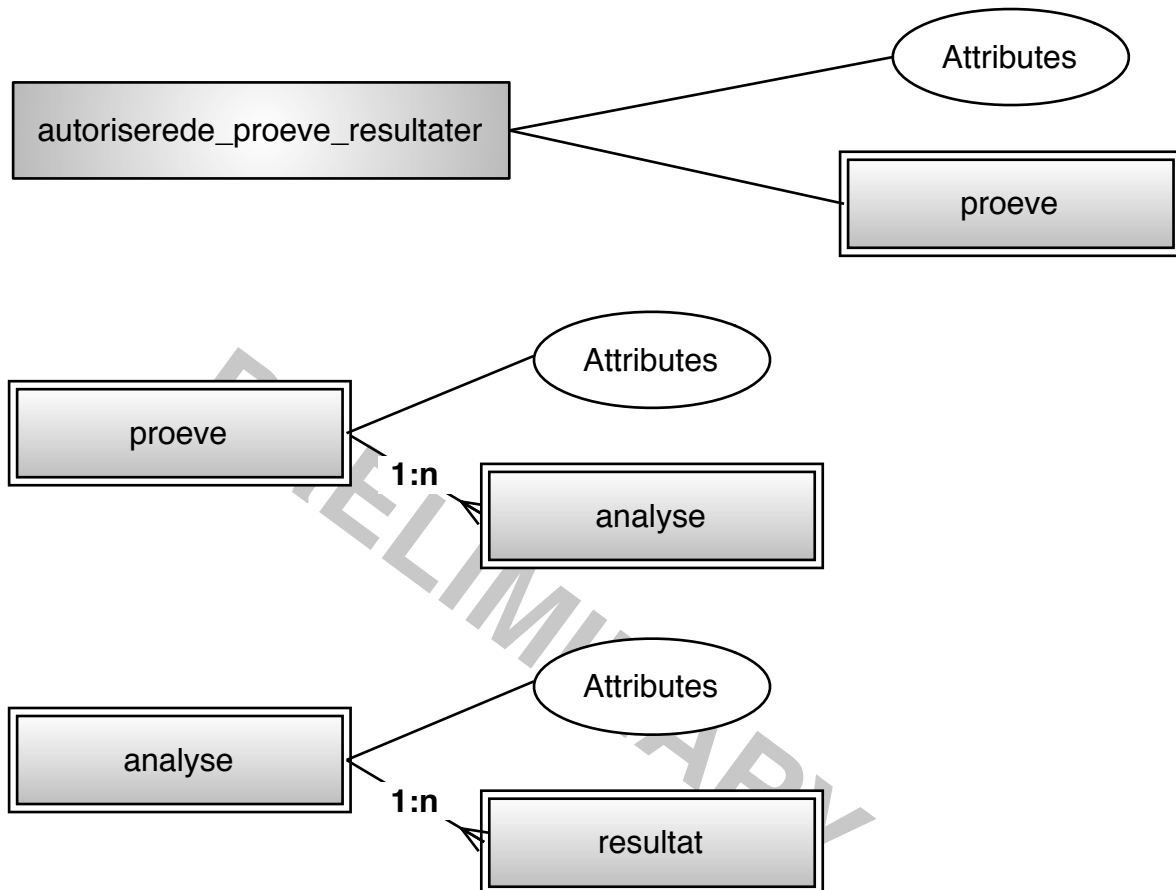 Attributes
autoriserede_proeve_resultater
proeve
Attributes
proeve
1:n
analyse
PRELIMINARY
Attributes
analyse
1:n
resultat